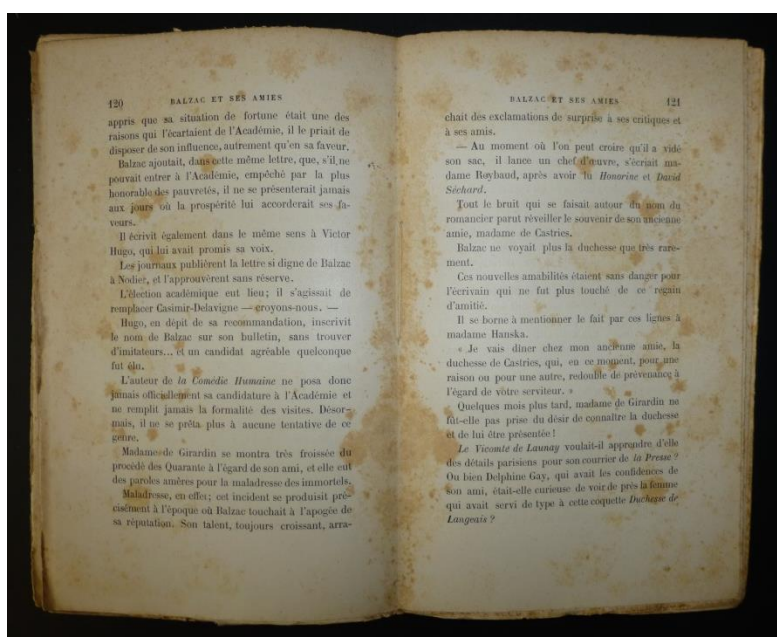 120 BALZAC ET SES AMIES
appris que sa situation de fortune était une des
raisons qui l'écartaient de l'Académie, il le priait de
disposer de son influence, autrement qu'en sa faveur.
Balzac ajoutait, dans cette même lettre, que, s'il ne
pouvait entrer à l'Académie, empêché par la plus
honorable des pauvretés, il ne se présenterait jamais
aux jours où la prospérité lui accorderait ses fa-
veurs.
Il écrivit également dans le même sens à Victor
Hugo, qui lui avait promis sa voix.
Les journaux publièrent la lettre si digne de Balzac
à Nodier, et l'approuvèrent sans réserve.
L'élection académique eut lieu; il s'agissait de
remplacer Casimir-Delavigne — croyons-nous. —
Hugo, en dépit de sa recommandation, inscrivit
le nom de Balzac sur son bulletin, sans trouver
d'imitateurs... et un candidat agréable quelconque
fut élu.
L'auteur de la Comédie Humaine ne posa donc
jamais officiellement sa candidature à l'Académie et
ne remplit jamais la formalité des visites. Désor-
mais, il ne se prêta plus à aucune tentative de ce
genre.
Madame de Girardin se montra très froissée du
procédé des Quarante à l'égard de son ami, et elle eut
des paroles amères pour la maladresse des immortels.
Maladresse, en effet; cet incident se produisit pré-
cisément à l'époque où Balzac touchait à l'apogée de
sa réputation. Son talent, toujours croissant, arra-
BALZAC ET SES AMIES 121
chait des exclamations de surprise à ses critiques et
à ses amis.
— Au moment où l'on peut croire qu'il a vidé
son sac, il lance un chef d'œuvre, s'écriait ma-
dame Roybaud, après avoir lu Honorine et David
Séchard.
Tout le bruit qui se faisait autour du nom du
romancier parut réveiller le souvenir de son ancienne
amie, madame de Castries.
Balzac ne voyait plus la duchesse que très rare-
ment.
Ces nouvelles amabilités étaient sans danger pour
l'écrivain qui ne fut plus touché de ce regain
d'amitié.
Il se borne à mentionner le fait par ces lignes à
madame Hanska.
« Je vais dîner chez mon ancienne amie, la
duchesse de Castries, qui, en ce moment, pour une
raison ou pour une autre, redouble de prévenance à
l'égard de vôtre serviteur. »
Quelques mois plus tard, madame de Girardin ne
fût-elle pas prise du désir de connaître la duchesse
et de lui être présentée !
Le Vicomte de Launay voulait-il apprendre d'elle
des détails parisiens pour son courrier de la Presse ?
Ou bien Delphine Gay, qui avait les confidences de
son ami, était-elle curieuse de voir de près la femme
qui avait servi de type à cette coquette Duchesse de
Langeais ?